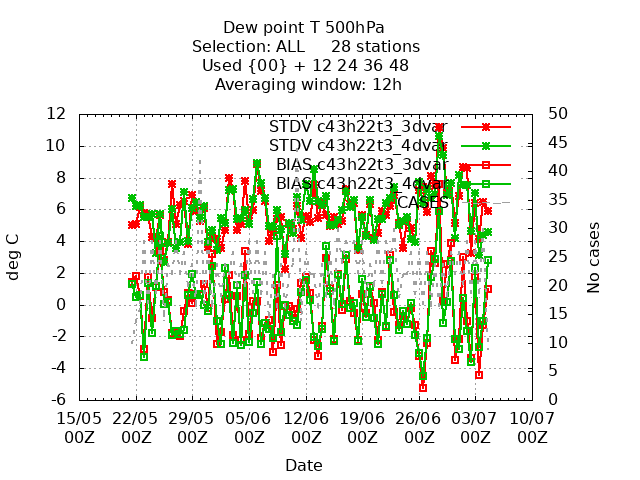 Dew point T 500hPa
Selection: ALL     28 stations
Used {00} + 12 24 36 48
Averaging window: 12h
STDV c43h22t3_3dvar
STDV c43h22t3_4dvar
BIAS c43h22t3_3dvar
BIAS c43h22t3_4dvar
CASES
12
10
8
6
4
2
0
-2
-4
-6
deg C
50
45
40
35
30
25
20
15
10
5
0
No cases
15/05 22/05 29/05 05/06 12/06 19/06 26/06 03/07 10/07
00Z 00Z 00Z 00Z 00Z 00Z 00Z 00Z 00Z
Date